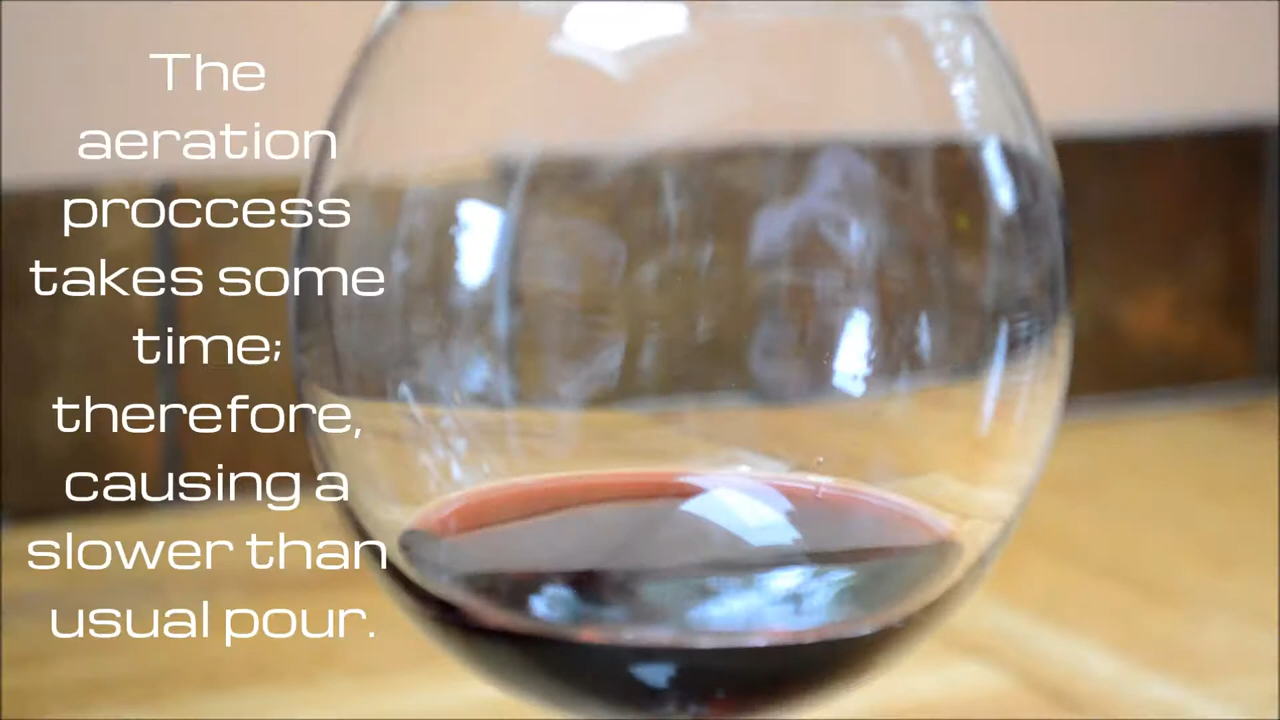 The
aeration
proccess
takes some
time;
therefore,
causing a
slower than
usual pour.